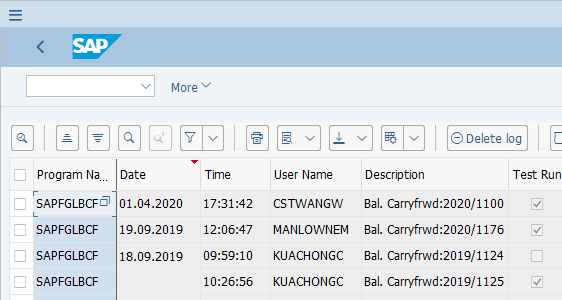 SAP
More
Delete log
Program Na... Date Time User Name Description Test Run
SAPFGLBCF 01.04.2020 17:31:42 CSTWANGW Bal. Carryfrwd:2020/1100
SAPFGLBCF 19.09.2019 12:06:47 MANLOWNEM Bal. Carryfrwd:2020/1176
SAPFGLBCF 18.09.2019 09:59:10 KUACHONGC Bal. Carryfrwd:2019/1124
SAPFGLBCF 10:26:56 KUACHONGC Bal. Carryfrwd:2019/1125